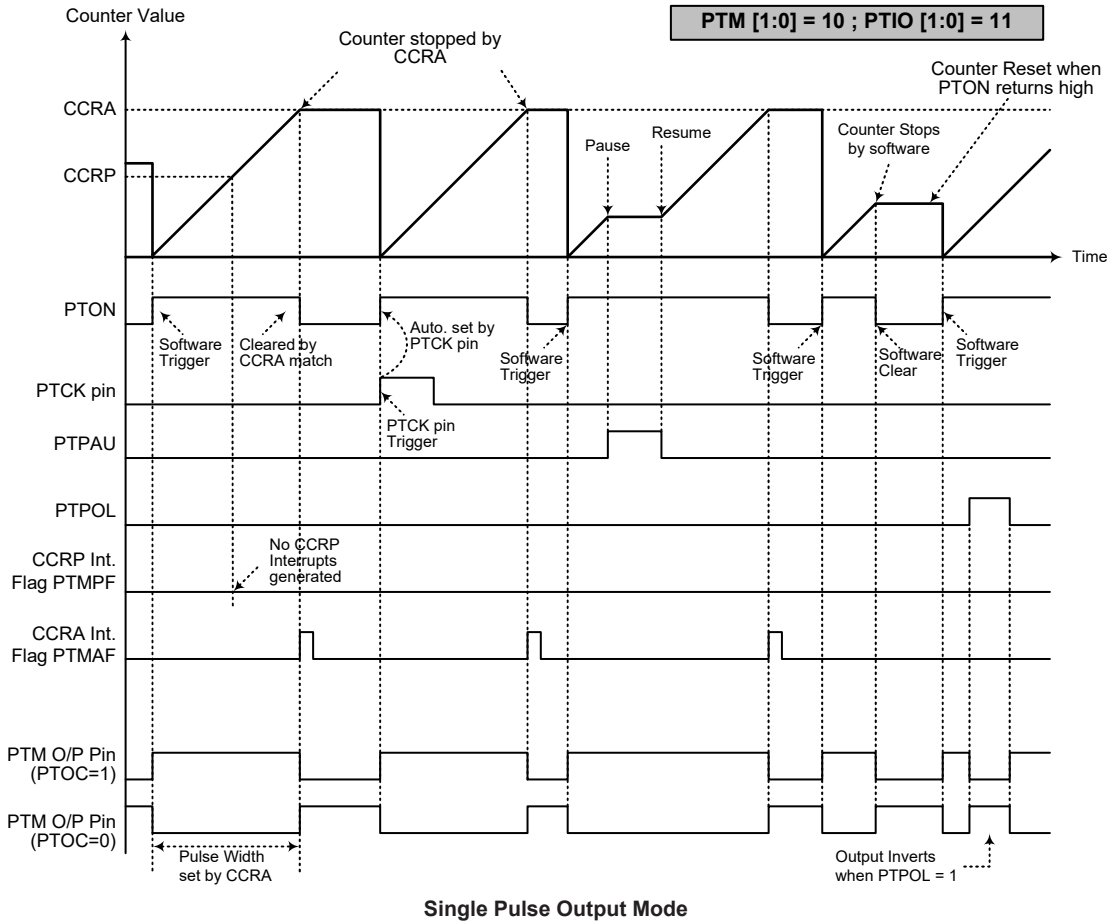 Counter Value
PTM [1:0] = 10 ; PTIO [1:0] = 11
Counter stopped by
CCRA
Counter Reset when
PTON returns high
CCRA
Pause
Resume
Counter Stops
by software
CCRP
Time
PTON
Software
Trigger
Cleared by
CCRA match
Auto. set by
PTCK pin
Software
Trigger
Software
Trigger
Software
Clear
Software
Trigger
PTCK pin
PTCK pin
Trigger
PTPAU
PTPOL
No CCRP
Interrupts
generated
CCRP Int.
Flag PTMPF
CCRA Int.
Flag PTMAF
PTM O/P Pin
(PTOC=1)
PTM O/P Pin
(PTOC=0)
Pulse Width
set by CCRA
Output Inverts
when PTPOL = 1
Single Pulse Output Mode